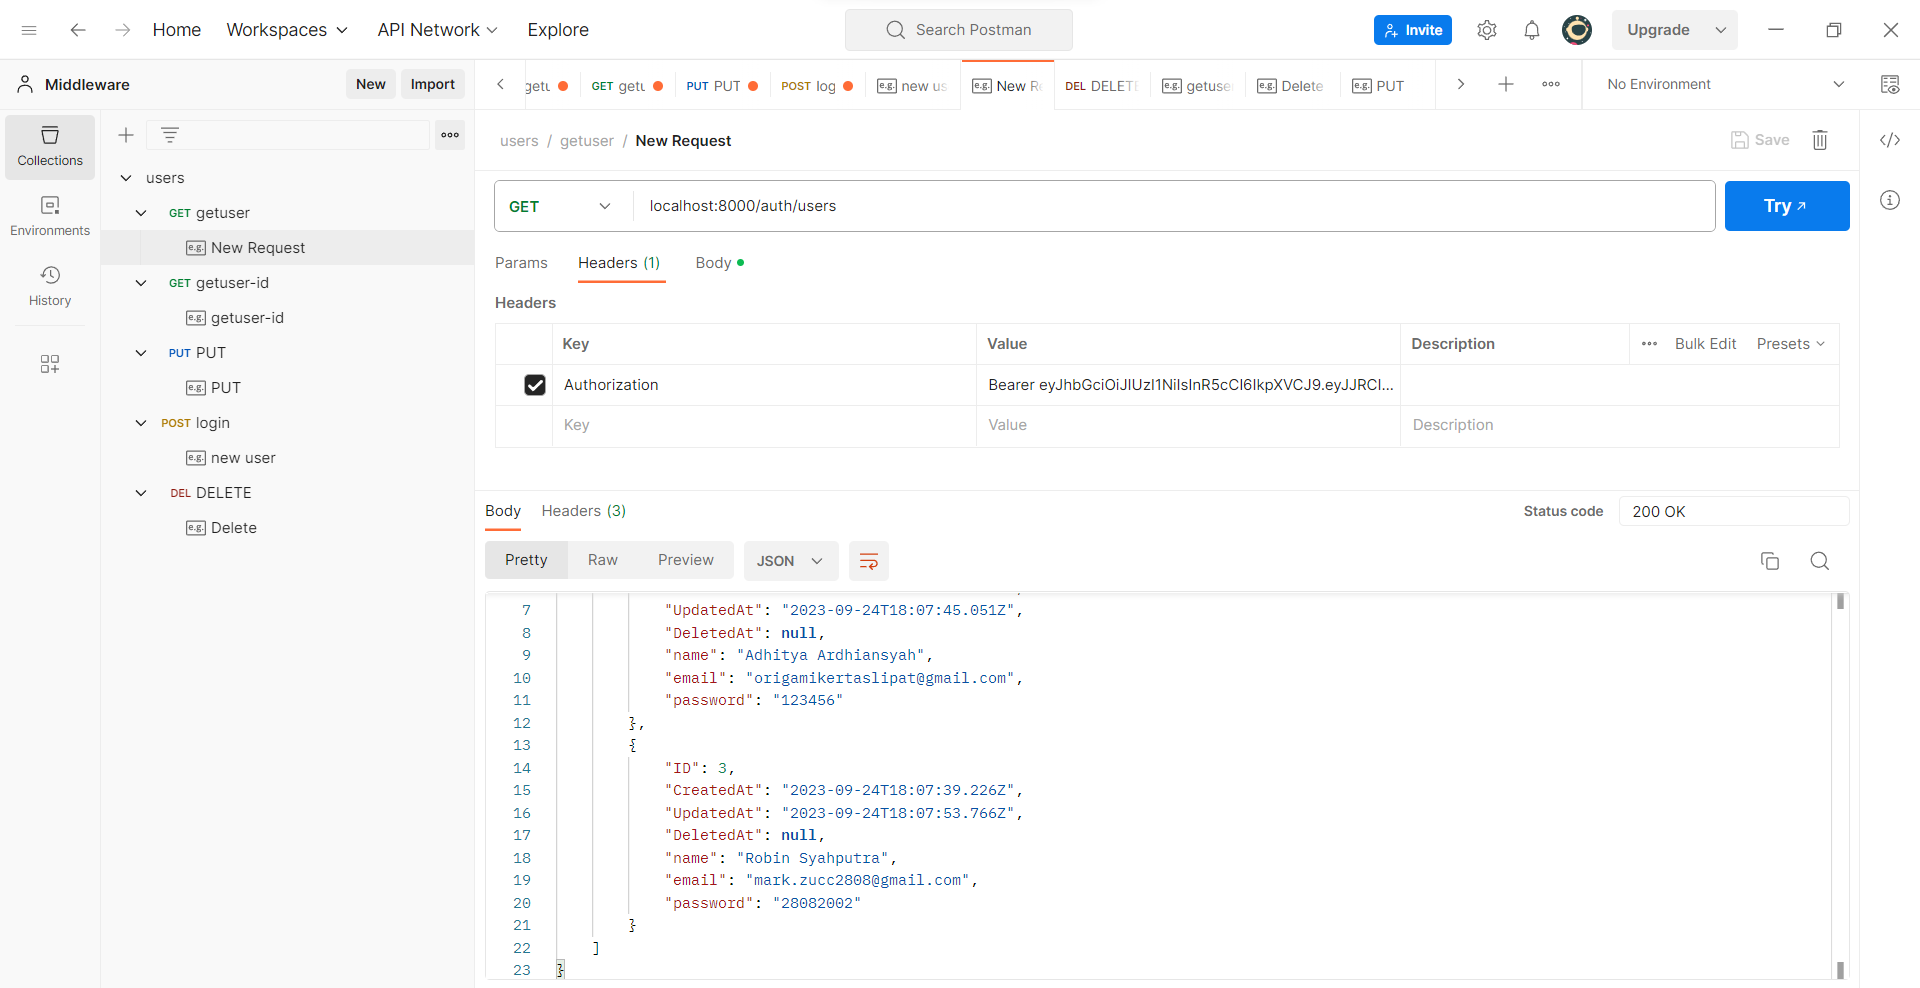 Home Workspaces API Network Explore Search Postman Invite Upgrade
Middleware New Import
getu GET getu PUT PUT POST log e.g. new us e.g. New R DEL DELETE e.g. getuse e.g. Delete e.g. PUT No Environment
Collections
Environments
History
users
GET getuser
e.g. New Request
GET getuser-id
e.g. getuser-id
PUT PUT
e.g. PUT
POST login
e.g. new user
DEL DELETE
e.g. Delete
users / getuser / New Request Save
GET localhost:8000/auth/users Try
Params Headers (1) Body
Headers
Key Value Description Bulk Edit Presets
Authorization Bearer eyJhbGciOiJIUzI1NiIsInR5cCI6IkpXVCJ9.eyJJRCI...
Key Value Description
Body Headers (3) Status code 200 OK
Pretty Raw Preview JSON
7 "UpdatedAt": "2023-09-24T18:07:45.051Z",
8 "DeletedAt": null,
9 "name": "Adhitya Ardhiansyah",
10 "email": "origamikertaslipat@gmail.com",
11 "password": "123456"
12 },
13 {
14 "ID": 3,
15 "CreatedAt": "2023-09-24T18:07:39.226Z",
16 "UpdatedAt": "2023-09-24T18:07:53.766Z",
17 "DeletedAt": null,
18 "name": "Robin Syahputra",
19 "email": "mark.zucc2808@gmail.com",
20 "password": "28082002"
21 }
22 ]
23 }